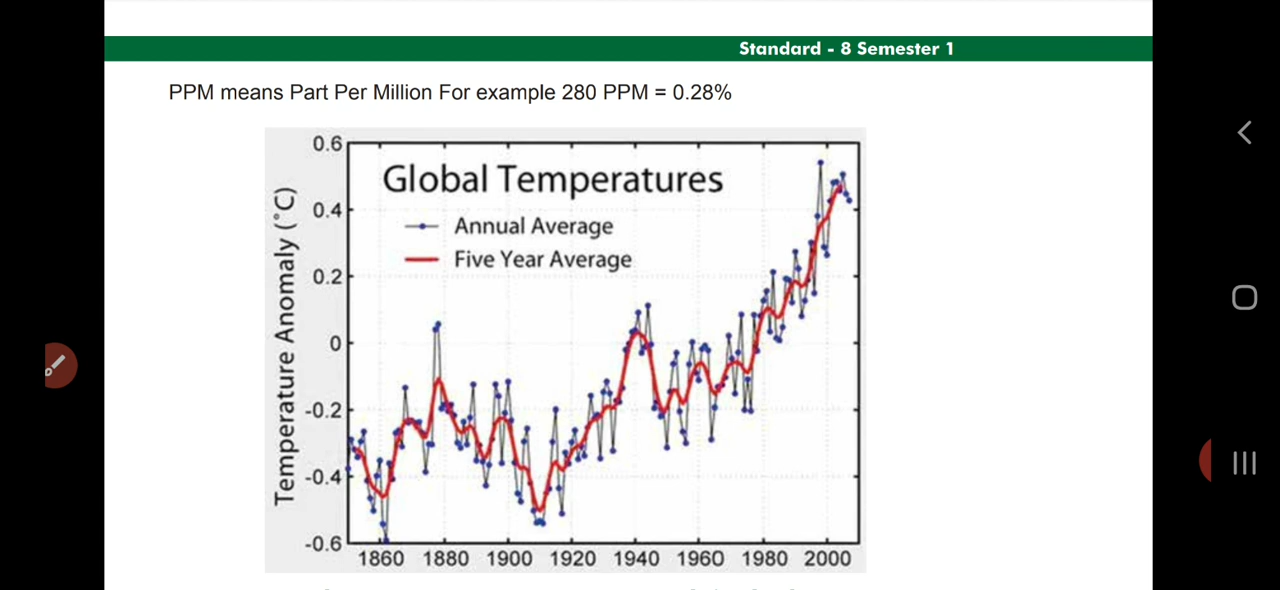 Standard - 8 Semester 1
PPM means Part Per Million For example 280 PPM = 0.28%
Global Temperatures
Annual Average
Five Year Average
Temperature Anomaly (°C)
0.6
0.4
0.2
0
-0.2
-0.4
-0.6
1860 1880 1900 1920 1940 1960 1980 2000